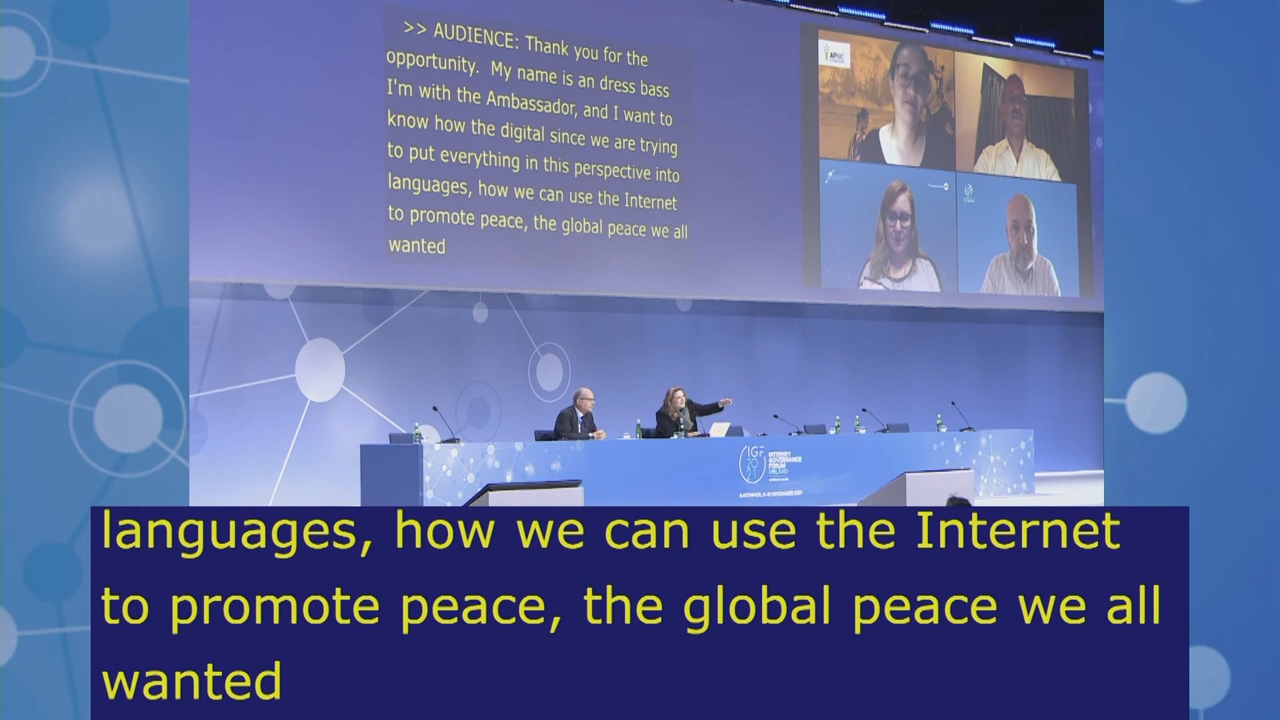 >> AUDIENCE: Thank you for the
opportunity.  My name is an dress bass
I'm with the Ambassador, and I want to
know how the digital since we are trying
to put everything in this perspective into
languages, how we can use the Internet
to promote peace, the global peace we all
wanted
APNIC
IGF
2021
INTERNET
GOVERNANCE
FORUM
POLAND
languages, how we can use the Internet
to promote peace, the global peace we all
wanted